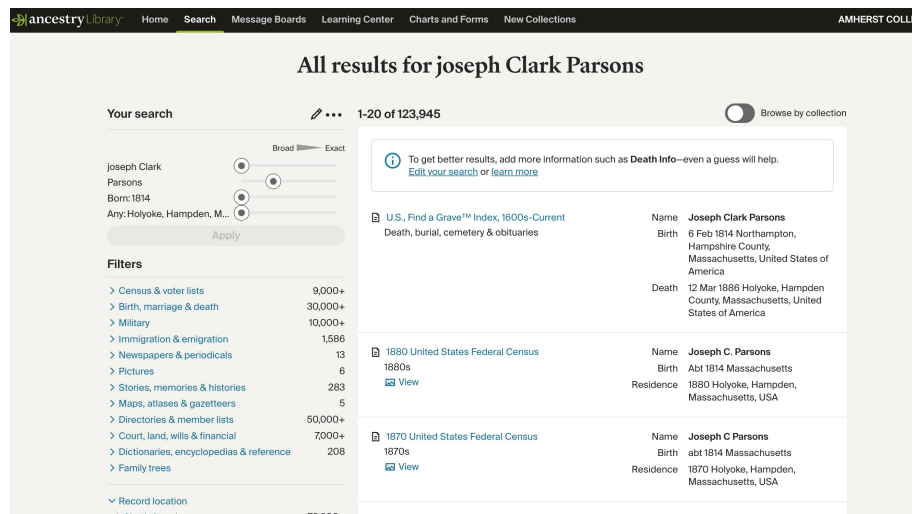 ancestryLibrary
Home Search Message Boards Learning Center Charts and Forms New Collections
AMHERST COLL
All results for joseph Clark Parsons
Your search
Broad Exact
joseph Clark
Parsons
Born: 1814
Any: Holyoke, Hampden, M...
Apply
Filters
Census & voter lists 9,000+
Birth, marriage & death 30,000+
Military 10,000+
Immigration & emigration 1,586
Newspapers & periodicals 13
Pictures 6
Stories, memories & histories 283
Maps, atlases & gazetteers 5
Directories & member lists 50,000+
Court, land, wills & financial 7,000+
Dictionaries, encyclopedias & reference 208
Family trees
Record location
1-20 of 123,945
Browse by collection
To get better results, add more information such as Death Info—even a guess will help.
Edit your search or learn more
U.S., Find a Grave™ Index, 1600s-Current
Death, burial, cemetery & obituaries
Name Joseph Clark Parsons
Birth 6 Feb 1814 Northampton,
Hampshire County,
Massachusetts, United States of
America
Death 12 Mar 1886 Holyoke, Hampden
County, Massachusetts, United
States of America
1880 United States Federal Census
1880s
View
Name Joseph C. Parsons
Birth Abt 1814 Massachusetts
Residence 1880 Holyoke, Hampden,
Massachusetts, USA
1870 United States Federal Census
1870s
View
Name Joseph C Parsons
Birth abt 1814 Massachusetts
Residence 1870 Holyoke, Hampden,
Massachusetts, USA